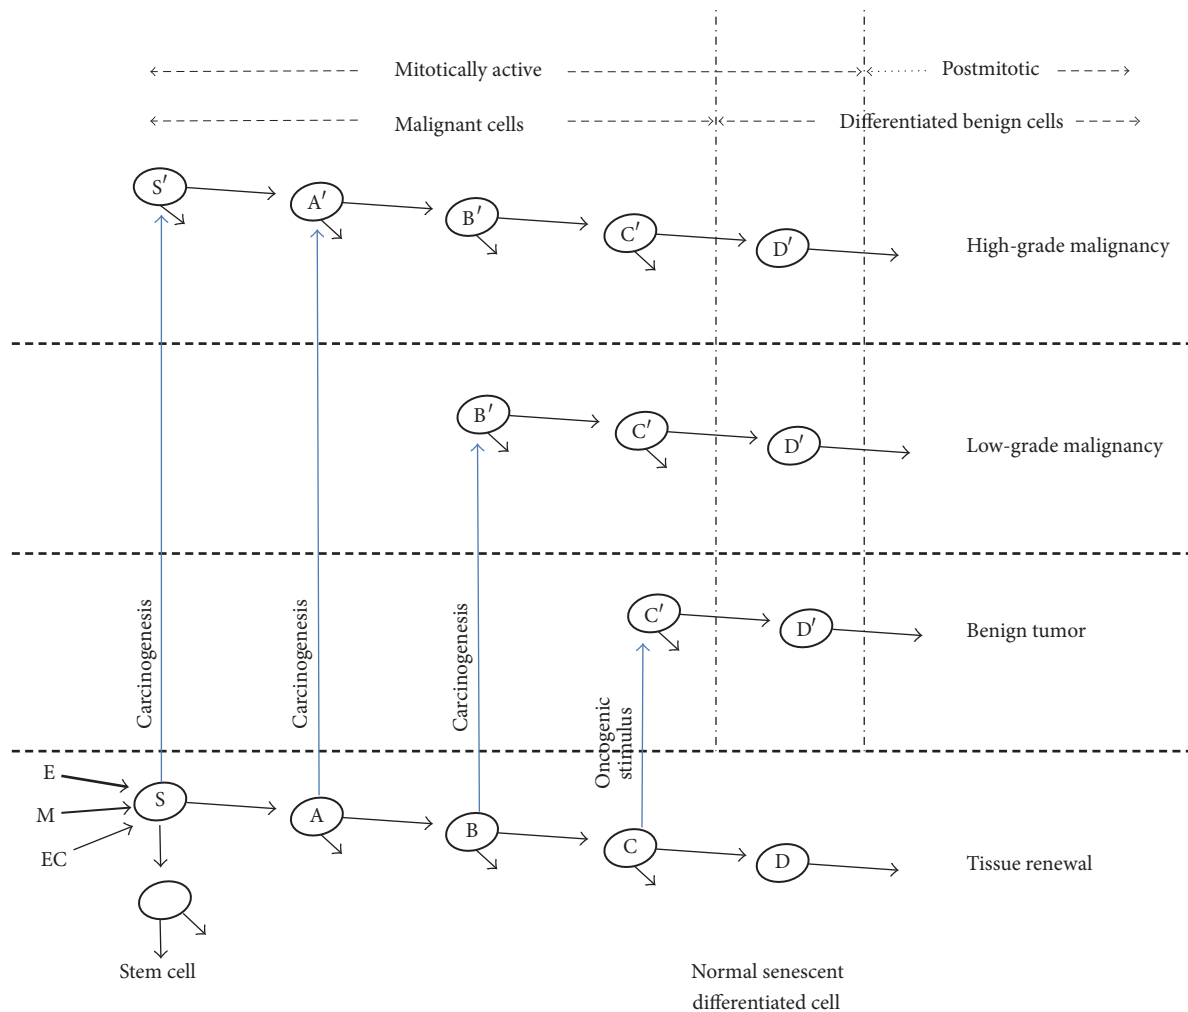 Mitotically active
Postmitotic
Malignant cells
Differentiated benign cells
S′
A′
B′
C′
D′
High-grade malignancy
B′
C′
D′
Low-grade malignancy
Carcinogenesis
Carcinogenesis
Carcinogenesis
C′
D′
Benign tumor
Oncogenic
stimulus
E
M
EC
S
A
B
C
D
Tissue renewal
Stem cell
Normal senescent
differentiated cell